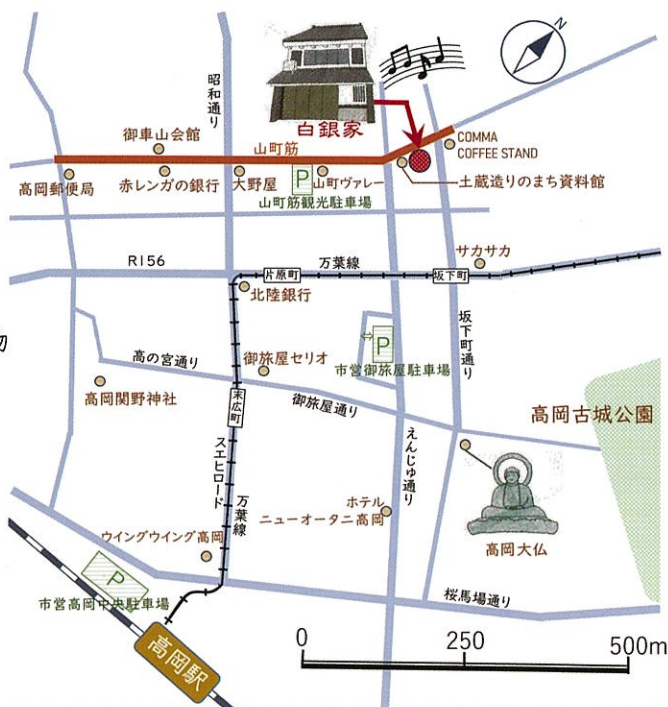 N
昭和通り
白銀家
御車山会館
山町筋
COMMA
COFFEE STAND
高岡郵便局
赤レンガの銀行
大野屋
P
山町ヴァレー
土蔵造りのまち資料館
山町筋観光駐車場
サカサカ
R156
片原町
万葉線
坂下町
北陸銀行
坂下町通り
P
高の宮通り
御旅屋セリオ
市営御旅屋駐車場
高岡関野神社
末広町
御旅屋通り
高岡古城公園
えんじゅ通り
スエヒロード
万葉線
ホテル
ニューオータニ高岡
ウイングウイング高岡
高岡大仏
P
市営高岡中央駐車場
桜馬場通り
高岡駅
0 250 500m